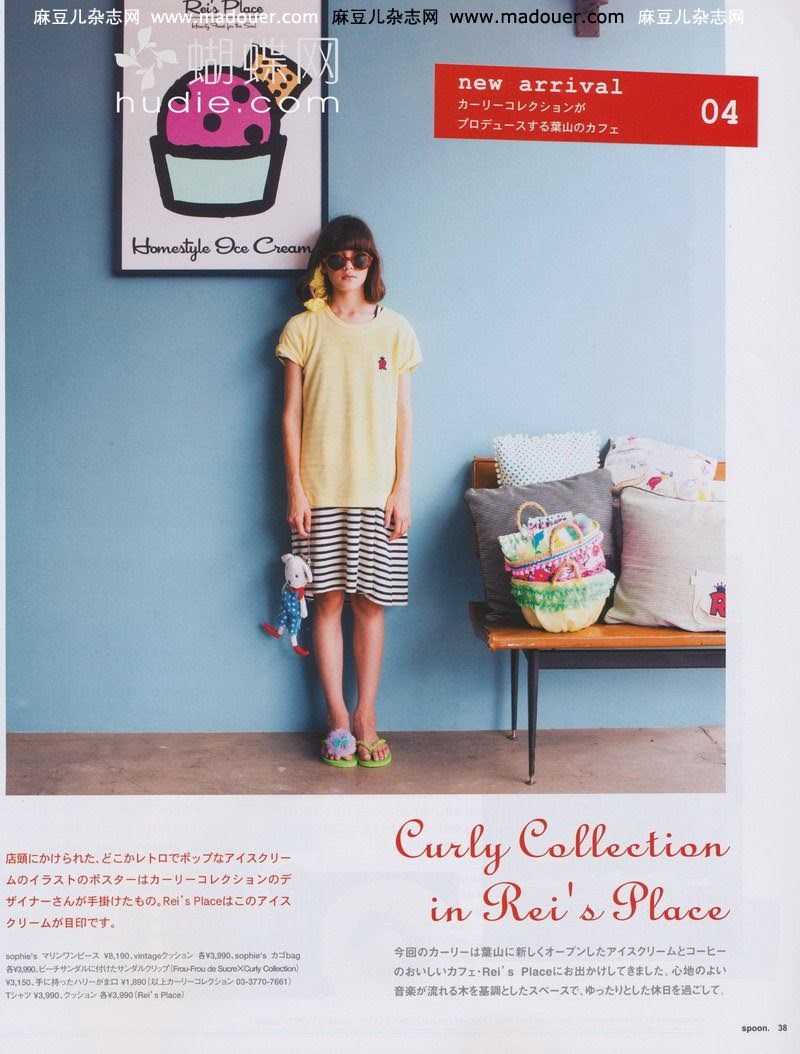 麻豆儿杂志网 www.madouer.com 麻豆儿杂志网 www.madouer.com 麻豆儿杂志网
Rei's Place
Hearty Food for the Soul
蝴蝶网
hudie.com
Homestyle Ice Cream
new arrival
カーリーコレクションが
プロデュースする葉山のカフェ
04
R
R
Curly Collection
in Rei's Place
店頭にかけられた、どこかレトロでポップなアイスクリー
ムのイラストのポスターはカーリーコレクションのデ
ザイナーさんが手掛けたもの。Rei's Placeはこのアイス
クリームが目印です。
sophie's マリンワンピース ¥8,190、vintageクッション 各¥3,990、sophie's カゴbag
各¥3,990、ビーチサンダルに付けたサンダルクリップ(Frou-Frou de Sucre×Curly Collection)
¥3,150、手に持ったハリーがま口 ¥1,890(以上カーリーコレクション 03-3770-7661)
Tシャツ ¥3,990、クッション 各¥3,990(Rei's Place)
今回のカーリーは葉山に新しくオープンしたアイスクリームとコーヒー
のおいしいカフェ・Rei's Placeにお出かけしてきました。心地のよい
音楽が流れる木を基調としたスペースで、ゆったりとした休日を過ごして。
spoon. 38